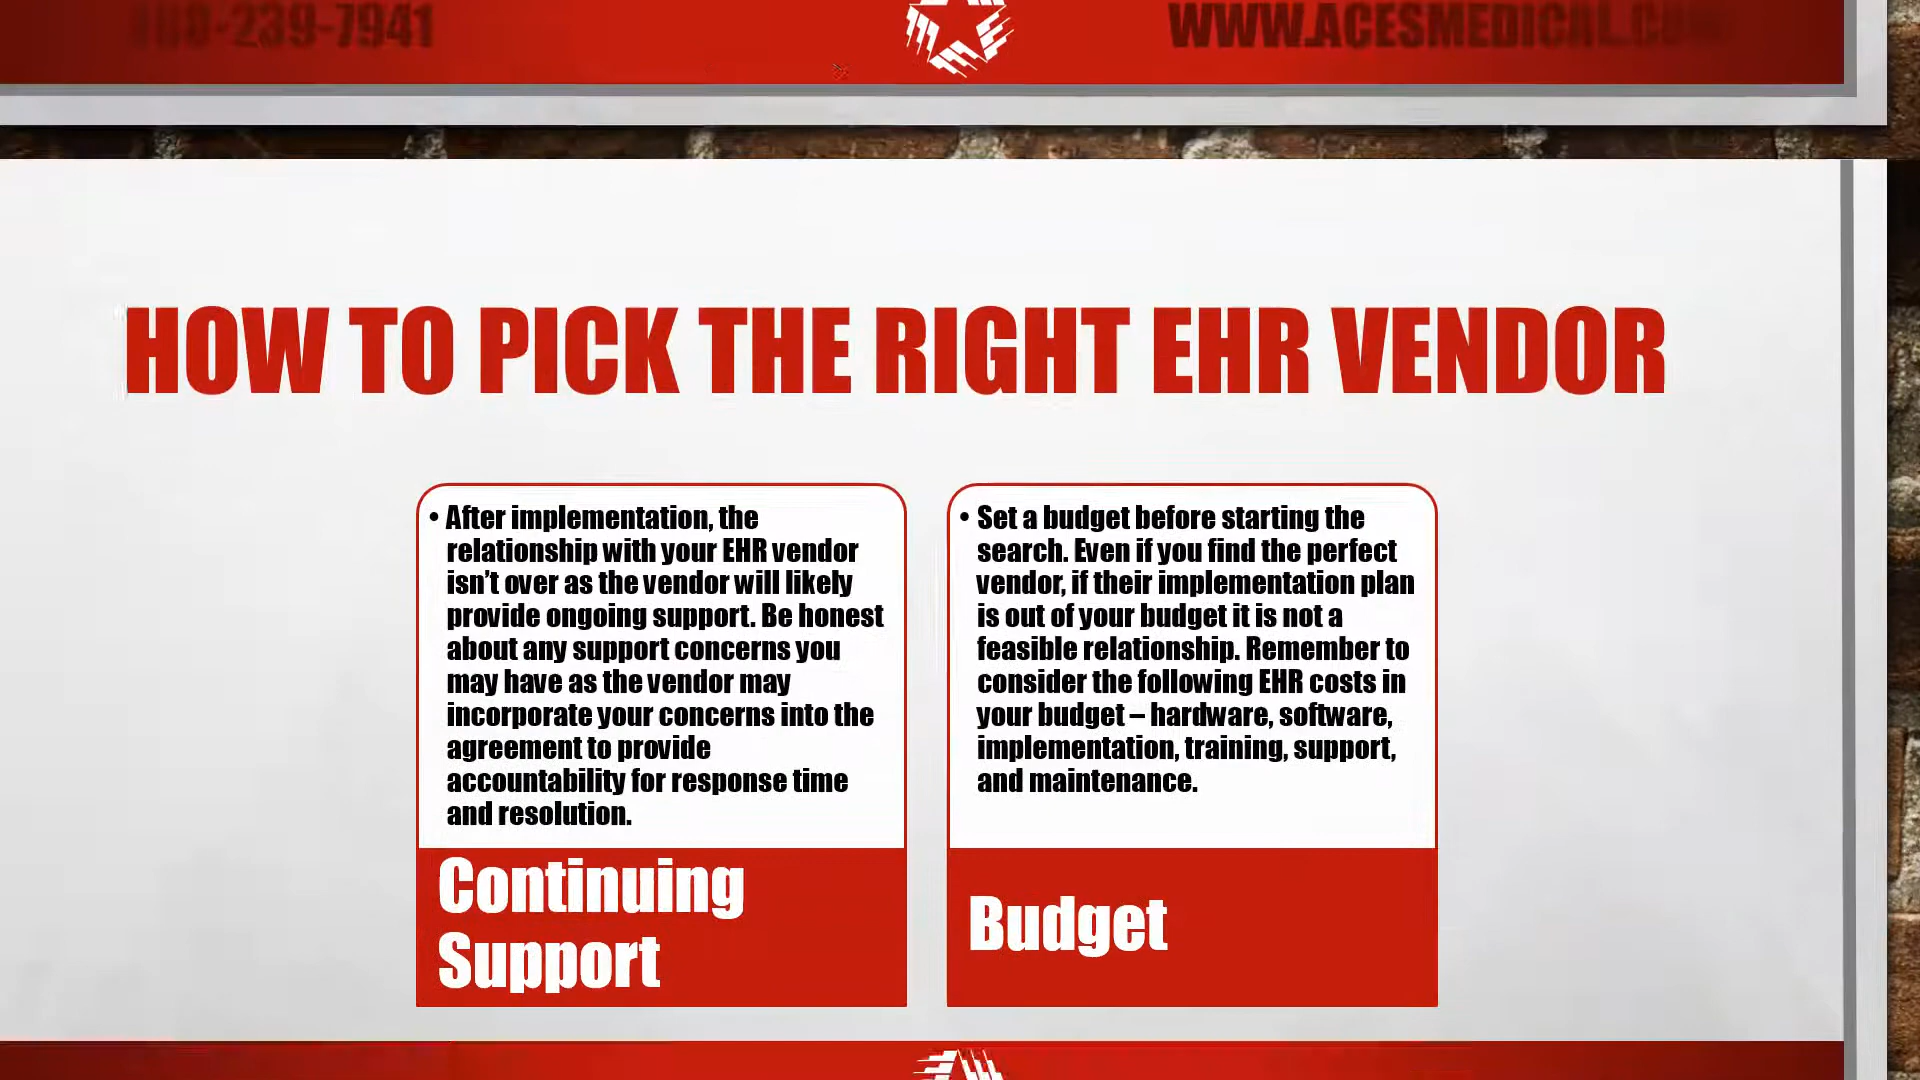 239-7941
WWW.ACESMEDICAL
HOW TO PICK THE RIGHT EHR VENDOR
• After implementation, the
relationship with your EHR vendor
isn’t over as the vendor will likely
provide ongoing support. Be honest
about any support concerns you
may have as the vendor may
incorporate your concerns into the
agreement to provide
accountability for response time
and resolution.
Continuing
Support
• Set a budget before starting the
search. Even if you find the perfect
vendor, if their implementation plan
is out of your budget it is not a
feasible relationship. Remember to
consider the following EHR costs in
your budget – hardware, software,
implementation, training, support,
and maintenance.
Budget